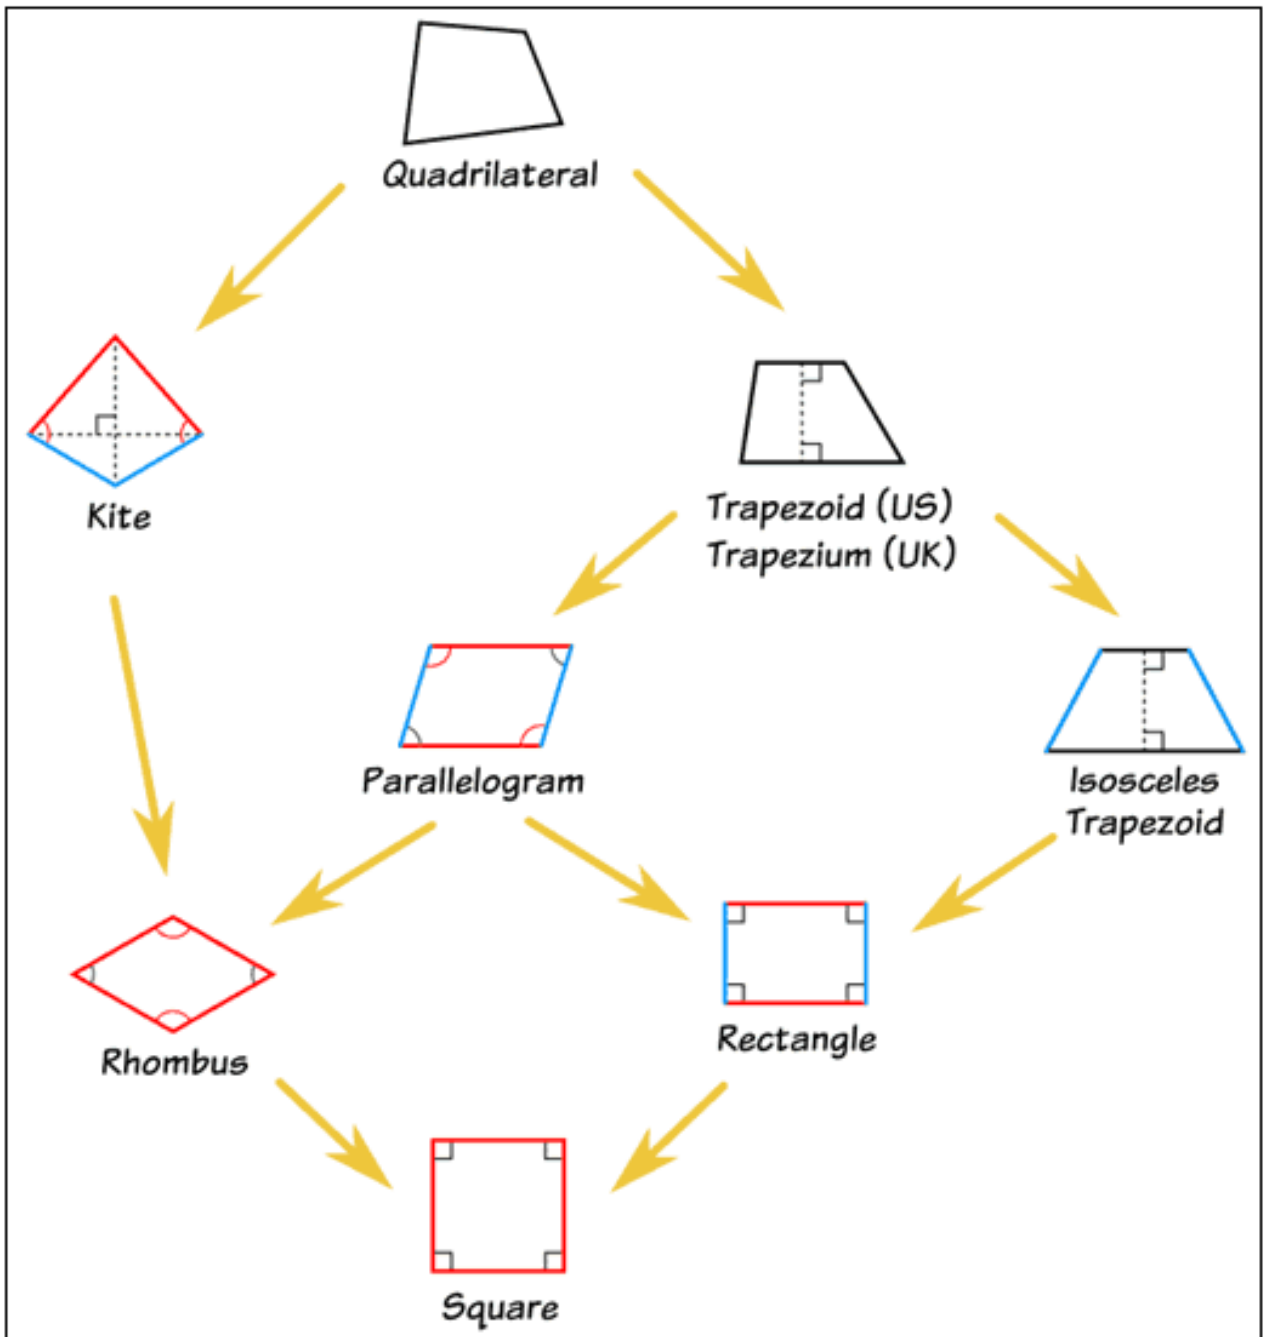 Quadrilateral
Kite
Trapezoid (US)
Trapezium (UK)
Parallelogram
Isosceles
Trapezoid
Rhombus
Rectangle
Square